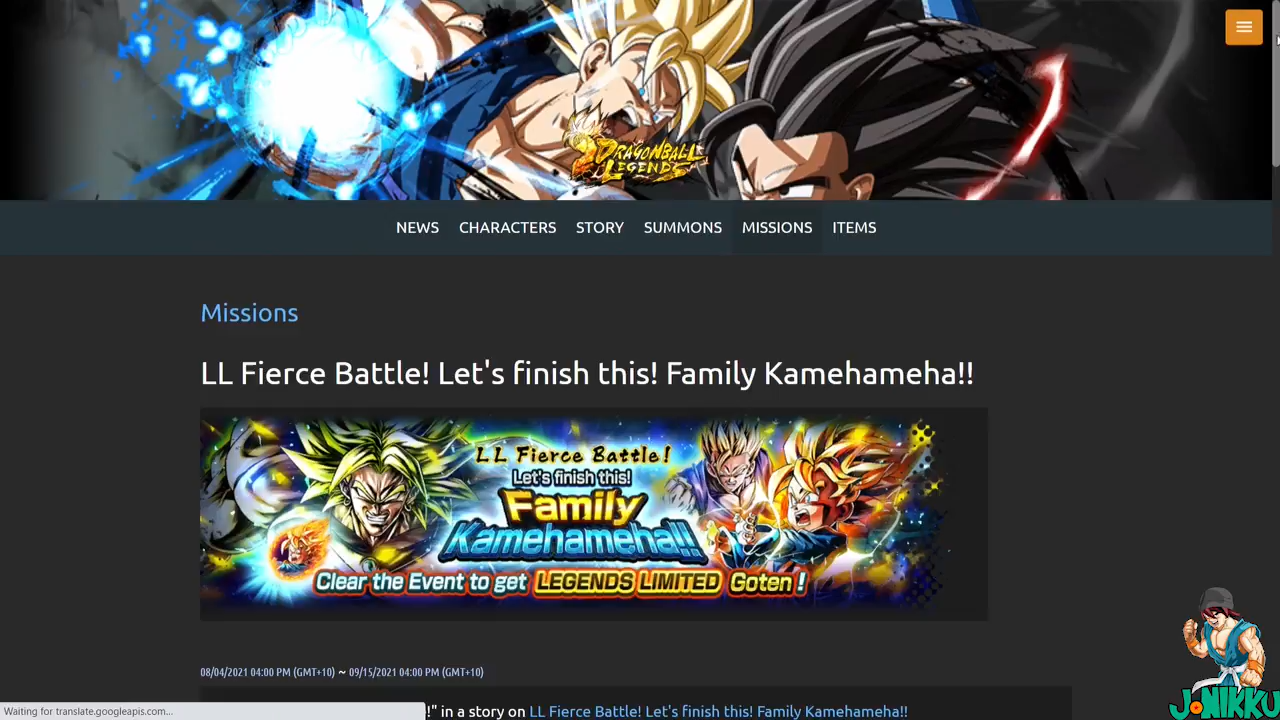 DRAGONBALL
LEGENDS
NEWS CHARACTERS STORY SUMMONS MISSIONS ITEMS
Missions
LL Fierce Battle! Let's finish this! Family Kamehameha!!
LL Fierce Battle!
Let's finish this!
Family
Kamehameha!!
Clear the Event to get LEGENDS LIMITED Goten!
08/04/2021 04:00 PM (GMT+10) ~ 09/15/2021 04:00 PM (GMT+10)
!" in a story on LL Fierce Battle! Let's finish this! Family Kamehameha!!
Waiting for translate.googleapis.com...
JONIKKU